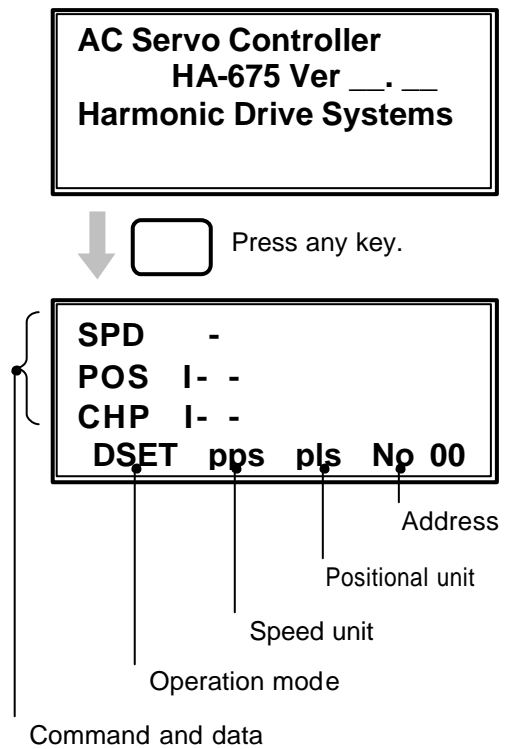 AC Servo Controller
HA-675 Ver __. __
Harmonic Drive Systems
Press any key.
SPD -
POS I- -
CHP I- -
DSET pps pls No 00
Address
Positional unit
Speed unit
Operation mode
Command and data